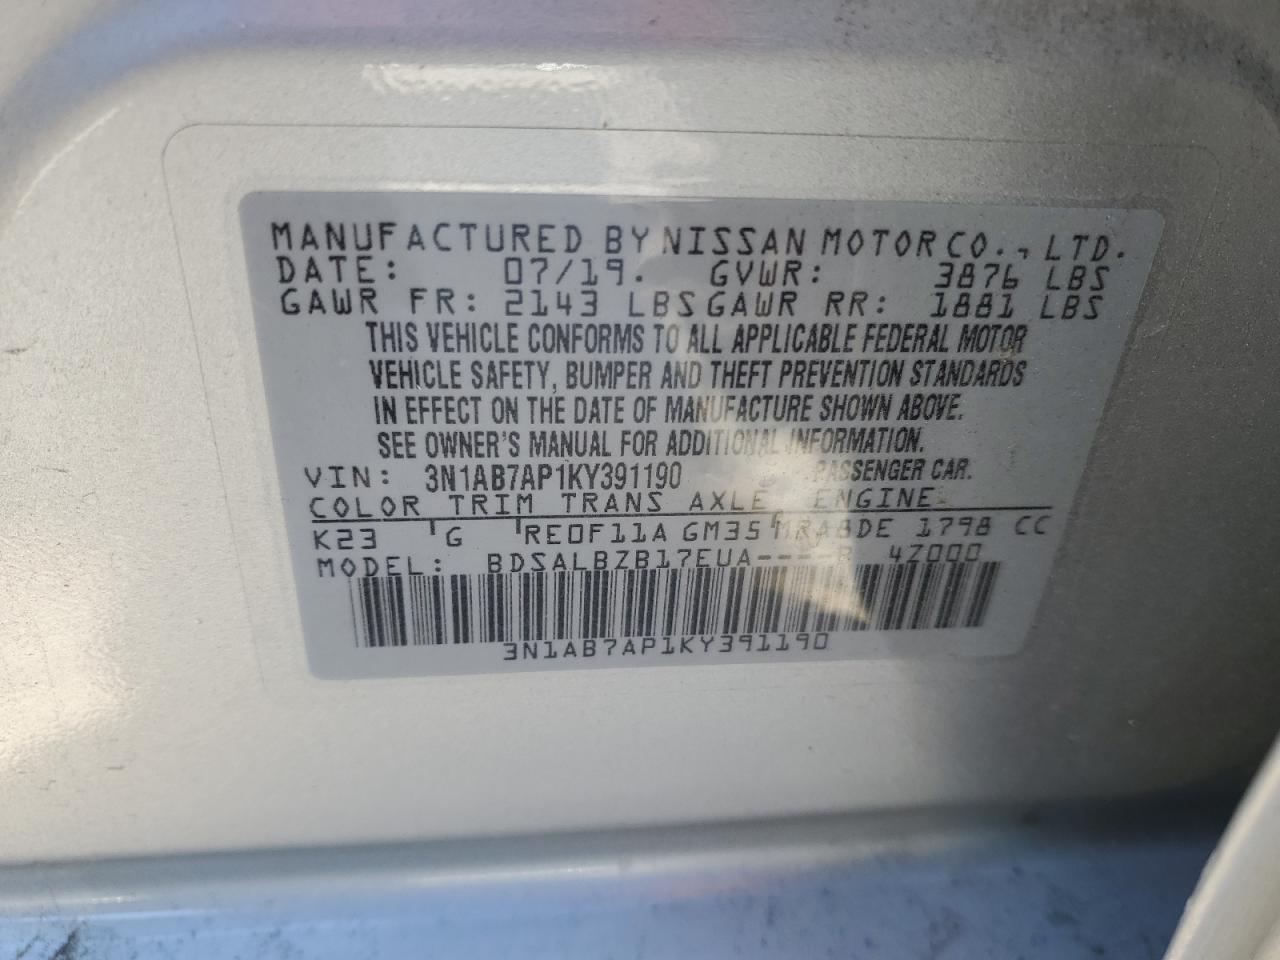 MANUFACTURED BY NISSAN MOTOR CO., LTD.
DATE: 07/19. GVWR: 3876 LBS
GAWR FR: 2143 LBS GAWR RR: 1881 LBS
THIS VEHICLE CONFORMS TO ALL APPLICABLE FEDERAL MOTOR
VEHICLE SAFETY, BUMPER AND THEFT PREVENTION STANDARDS
IN EFFECT ON THE DATE OF MANUFACTURE SHOWN ABOVE.
SEE OWNER'S MANUAL FOR ADDITIONAL INFORMATION.
VIN: 3N1AB7AP1KY391190 PASSENGER CAR.
COLOR TRIM TRANS AXLE ENGINE
K23 G RE0F11A GM35 MRA8DE 1798 CC
MODEL: BDSALBZB17EUA----R 4Z000
3N1AB7AP1KY391190